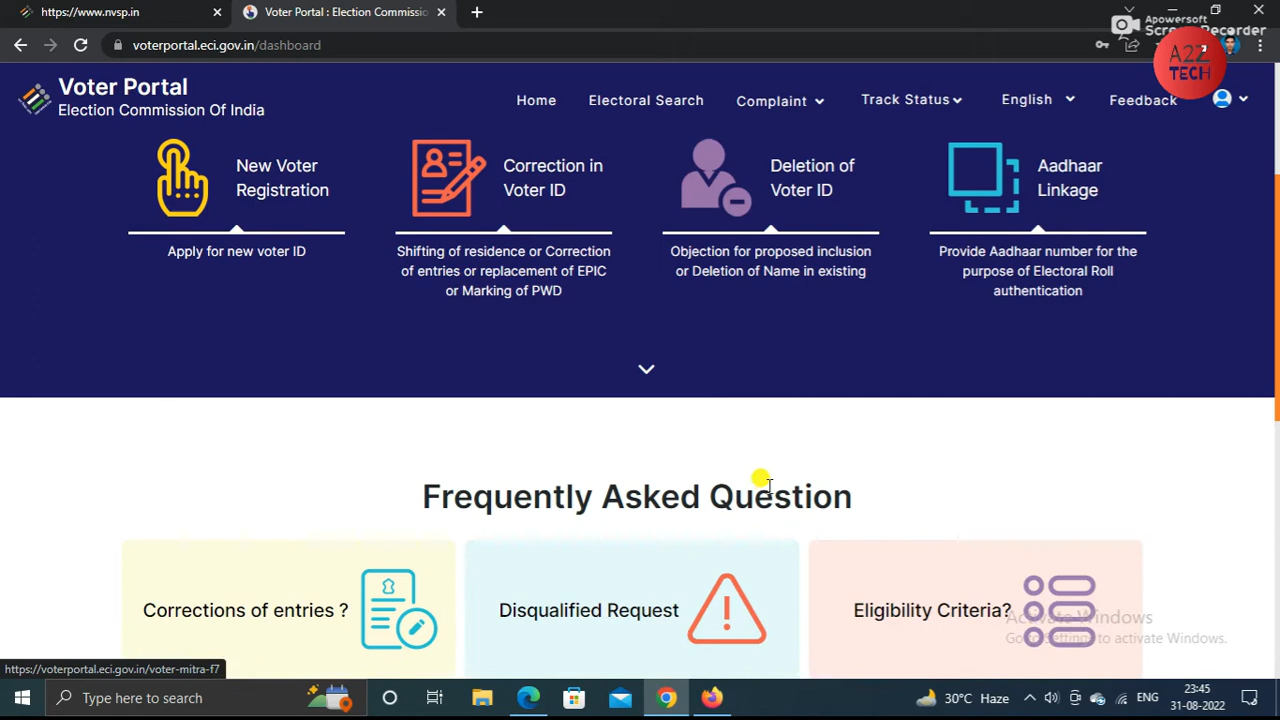 https://www.nvsp.in
Voter Portal : Election Commissio
voterportal.eci.gov.in/dashboard
Apowersoft
Screen Recorder
A2Z
TECH
Voter Portal
Election Commission Of India
Home
Electoral Search
Complaint
Track Status
English
Feedback
New Voter
Registration
Apply for new voter ID
Correction in
Voter ID
Shifting of residence or Correction
of entries or replacement of EPIC
or Marking of PWD
Deletion of
Voter ID
Objection for proposed inclusion
or Deletion of Name in existing
Aadhaar
Linkage
Provide Aadhaar number for the
purpose of Electoral Roll
authentication
Frequently Asked Question
Corrections of entries ?
Disqualified Request
Eligibility Criteria?
Activate Windows
Go to Settings to activate Windows.
https://voterportal.eci.gov.in/voter-mitra-f7
Type here to search
30°C Haze
ENG
23:45
31-08-2022